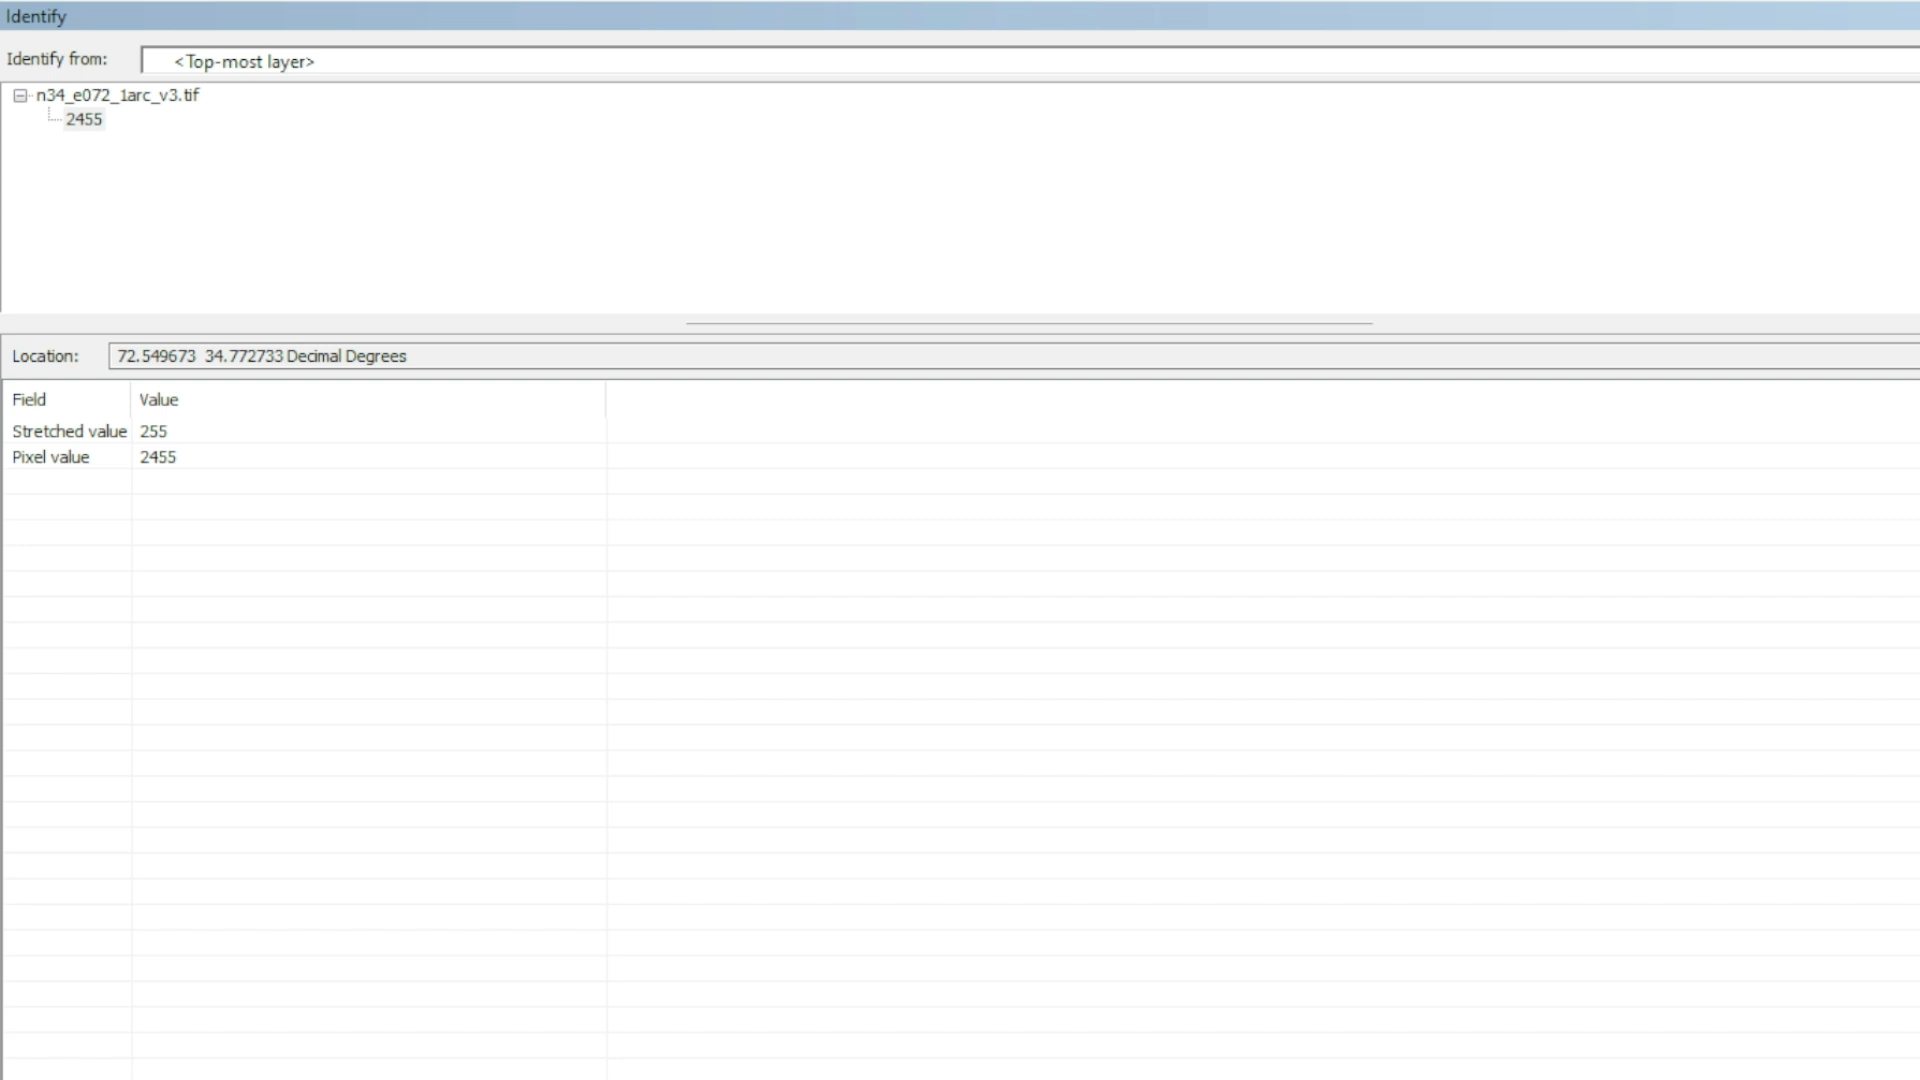 Identify
Identify from: <Top-most layer>
n34_e072_1arc_v3.tif
2455
Location: 72.549673 34.772733 Decimal Degrees
Field Value
Stretched value 255
Pixel value 2455